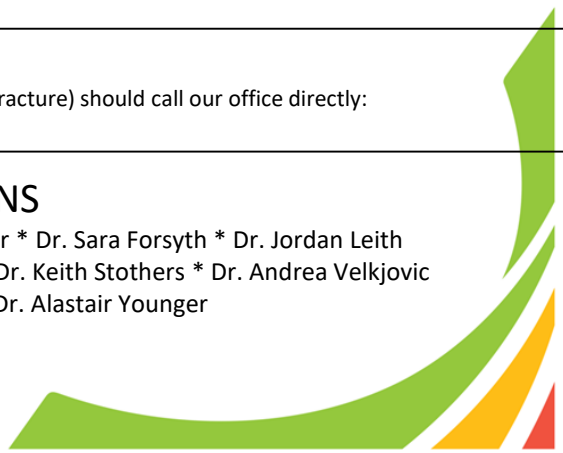 racture) should call our office directly:
NS
r * Dr. Sara Forsyth * Dr. Jordan Leith
Dr. Keith Stothers * Dr. Andrea Velkjovic
Dr. Alastair Younger